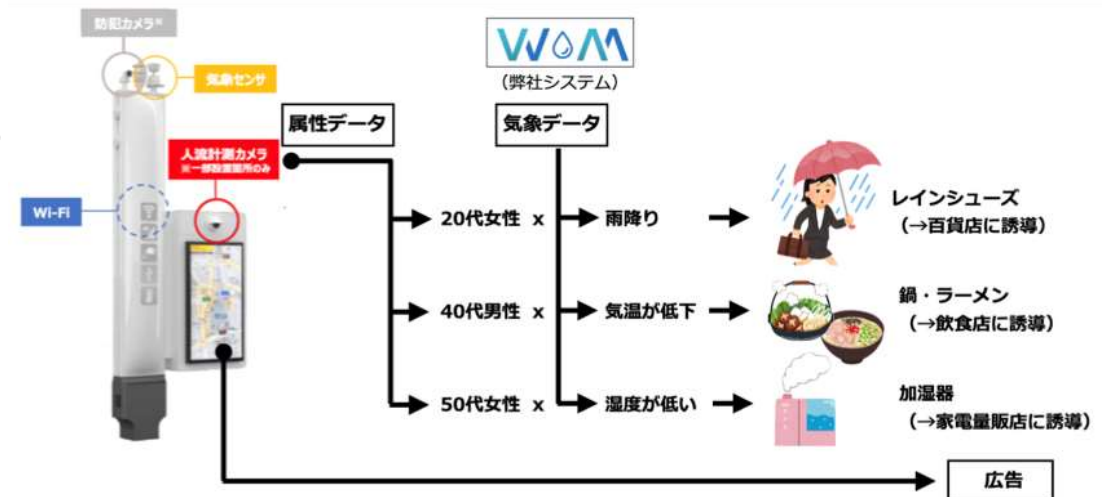 防犯カメラ※
気象センサ
WOM
(弊社システム)
属性データ
気象データ
人流計測カメラ
※一部設置箇所のみ
Wi-Fi
20代女性 x
雨降り
レインシューズ
(→百貨店に誘導)
40代男性 x
気温が低下
鍋・ラーメン
(→飲食店に誘導)
50代女性 x
湿度が低い
加湿器
(→家電量販店に誘導)
広告